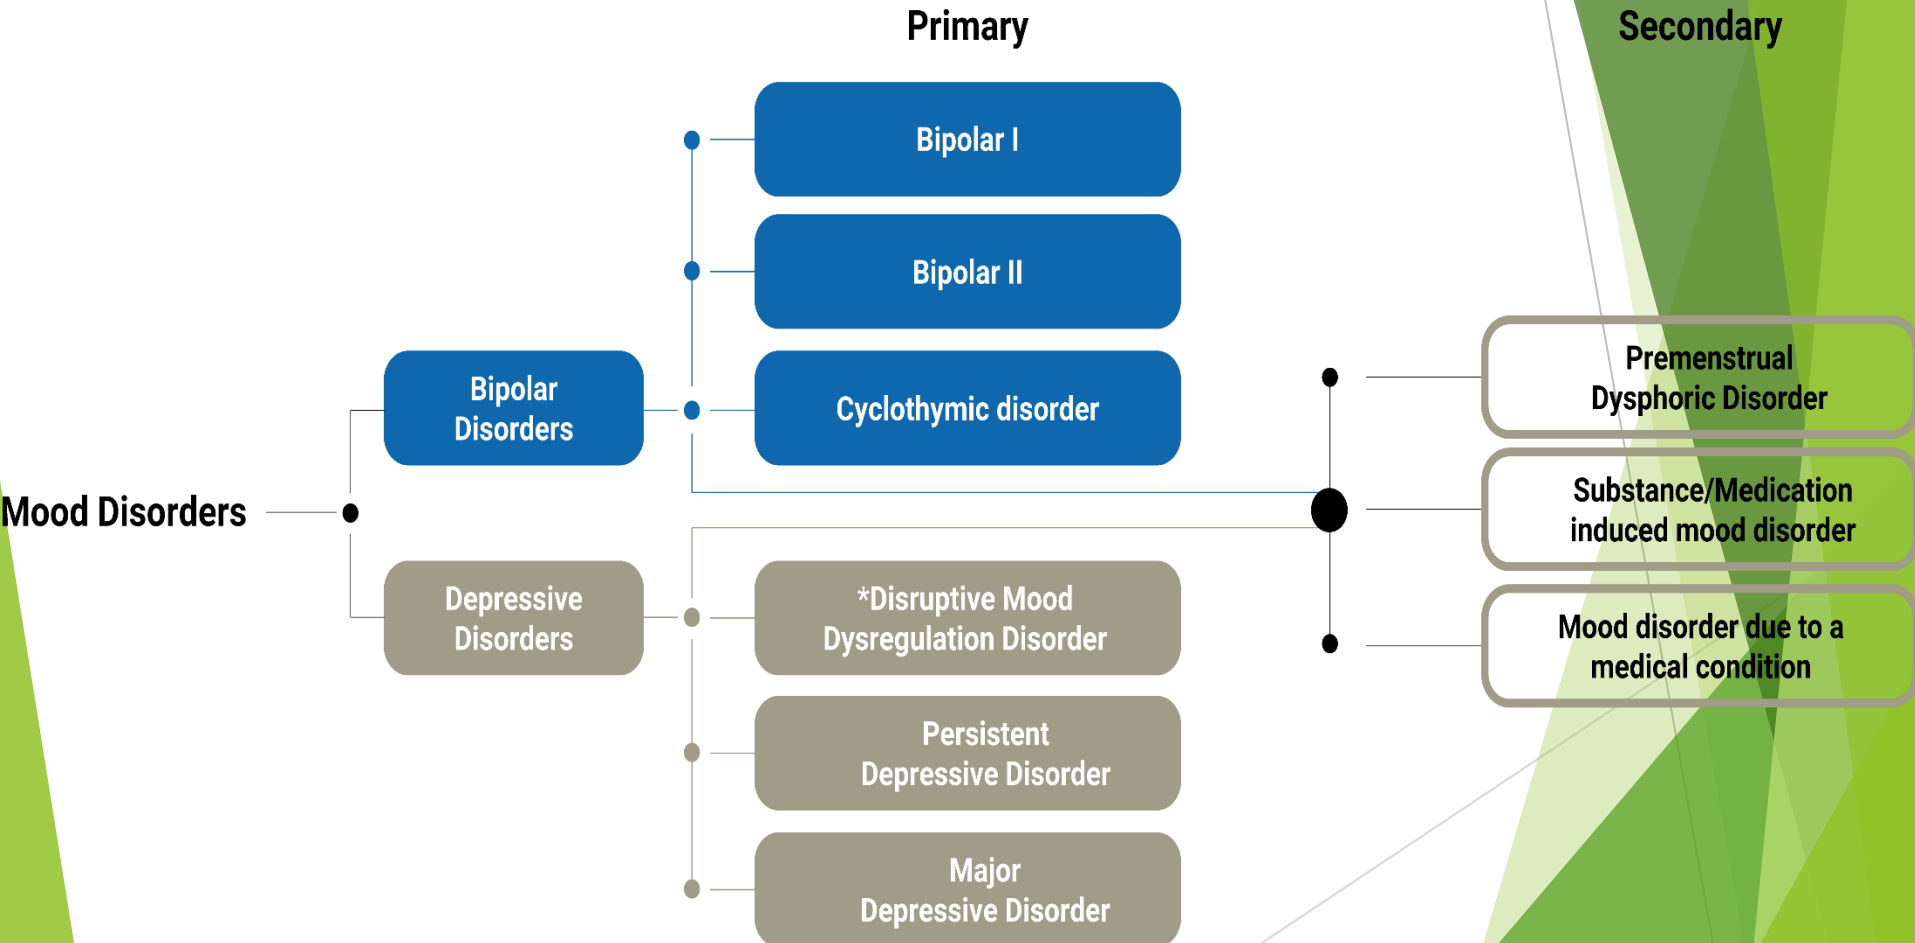 Primary
Secondary
Bipolar I
Bipolar II
Bipolar
Disorders
Cyclothymic disorder
Premenstrual
Dysphoric Disorder
Mood Disorders
Substance/Medication
induced mood disorder
Depressive
Disorders
*Disruptive Mood
Dysregulation Disorder
Mood disorder due to a
medical condition
Persistent
Depressive Disorder
Major
Depressive Disorder